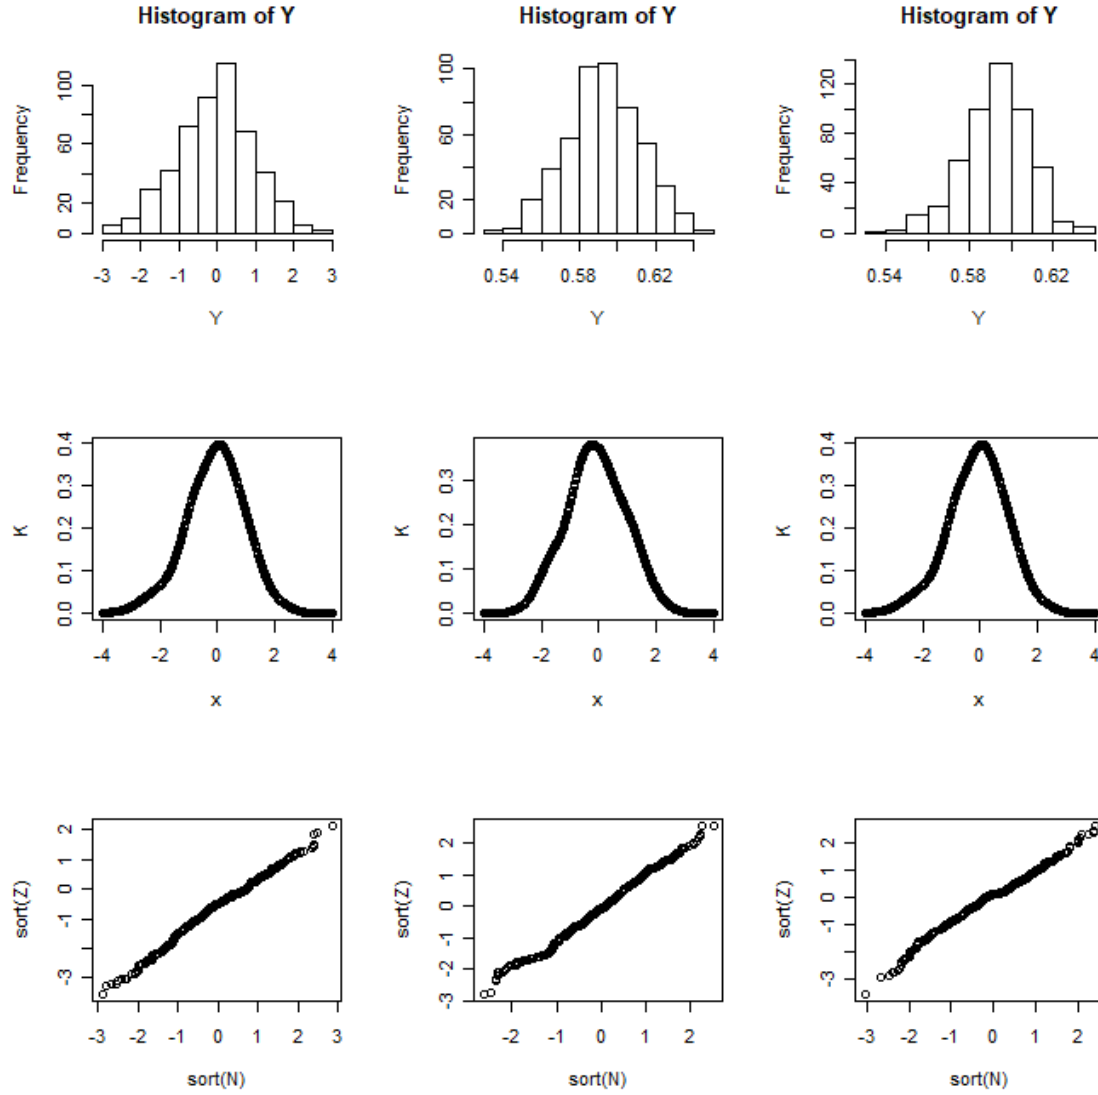 Histogram of Y
Frequency
0 20 60 100
-3 -2 -1 0 1 2 3
Y
Histogram of Y
Frequency
0 20 60 100
0.54 0.58 0.62
Y
Histogram of Y
Frequency
0 40 80 120
0.54 0.58 0.62
Y
K
0.0 0.1 0.2 0.3 0.4
-4 -2 0 2 4
x
K
0.0 0.1 0.2 0.3
-4 -2 0 2 4
x
K
0.0 0.1 0.2 0.3 0.4
-4 -2 0 2 4
x
sort(Z)
-3 -1 0 1 2
-3 -2 -1 0 1 2 3
sort(N)
sort(Z)
-3 -2 -1 0 1 2
-2 -1 0 1 2
sort(N)
sort(Z)
-3 -1 0 1 2
-3 -2 -1 0 1 2
sort(N)